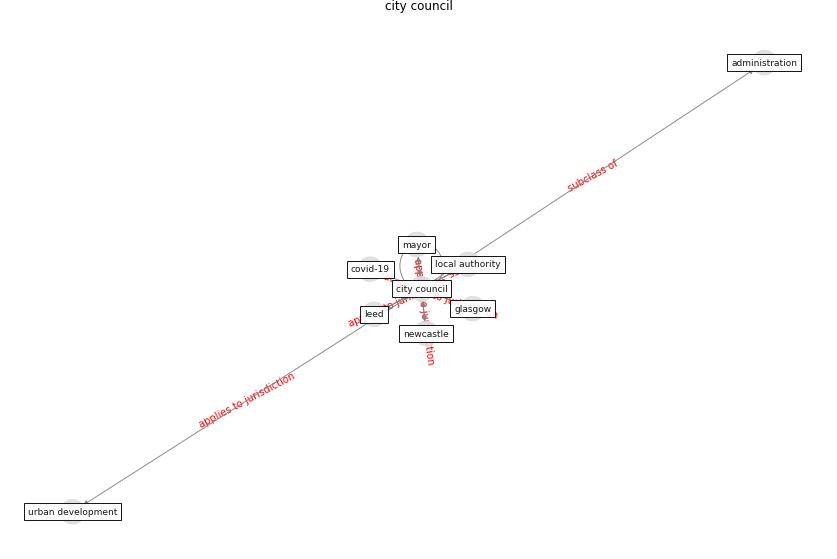 city council
administration
subclass of
mayor
covid-19
local authority
city council
leed
glasgow
newcastle
applies to jurisdiction
urban development